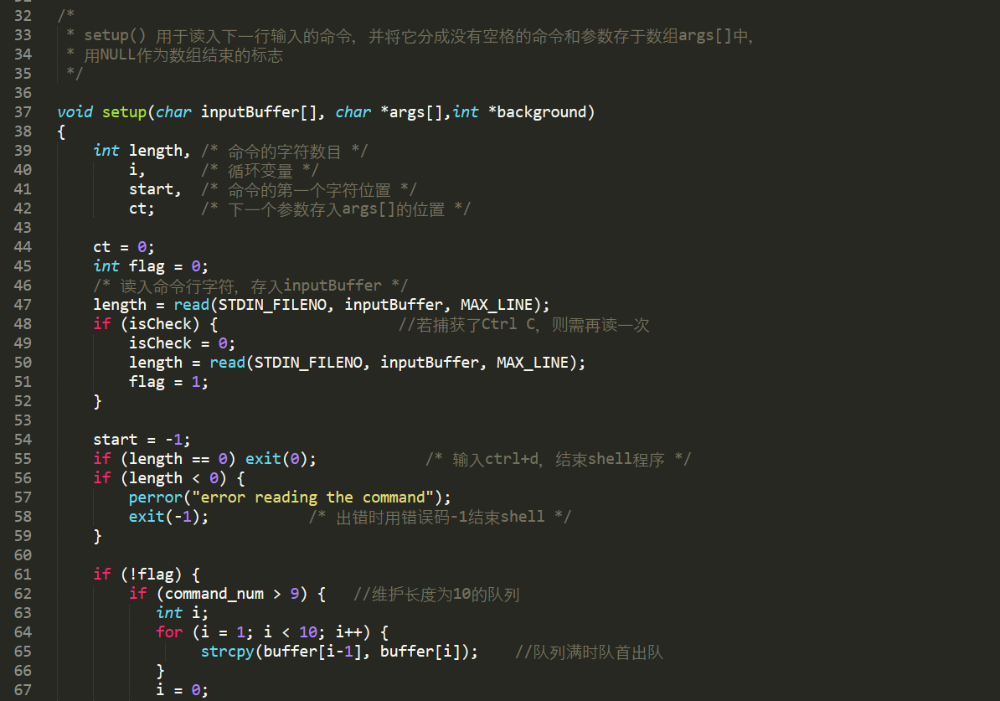 32 /*
33  * setup() 用于读入下一行输入的命令, 并将它分成没有空格的命令和参数存于数组args[]中,
34  * 用NULL作为数组结束的标志
35  */
36
37 void setup(char inputBuffer[], char *args[],int *background)
38 {
39     int length, /* 命令的字符数目 */
40         i,      /* 循环变量 */
41         start,  /* 命令的第一个字符位置 */
42         ct;     /* 下一个参数存入args[]的位置 */
43
44     ct = 0;
45     int flag = 0;
46     /* 读入命令行字符, 存入inputBuffer */
47     length = read(STDIN_FILENO, inputBuffer, MAX_LINE);
48     if (isCheck) {                    //若捕获了Ctrl C, 则需再读一次
49         isCheck = 0;
50         length = read(STDIN_FILENO, inputBuffer, MAX_LINE);
51         flag = 1;
52     }
53
54     start = -1;
55     if (length == 0) exit(0);            /* 输入ctrl+d, 结束shell程序 */
56     if (length < 0) {
57         perror("error reading the command");
58         exit(-1);           /* 出错时用错误码-1结束shell */
59     }
60
61     if (!flag) {
62         if (command_num > 9) {   //维护长度为10的队列
63            int i;
64            for (i = 1; i < 10; i++) {
65                 strcpy(buffer[i-1], buffer[i]);    //队列满时队首出队
66            }
67            i = 0;